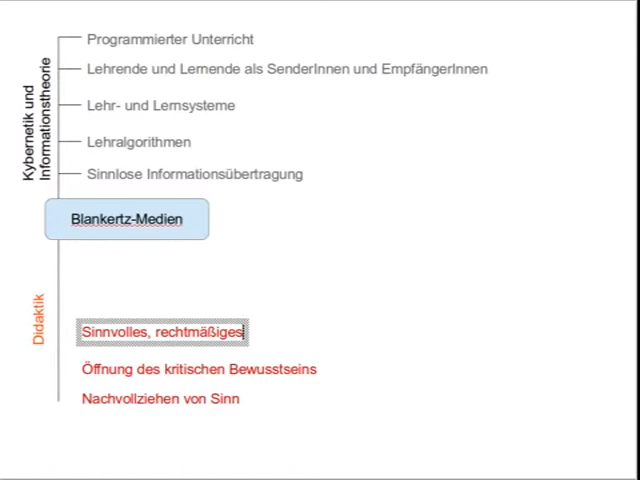 Programmierter Unterricht
Lehrende und Lernende als SenderInnen und EmpfängerInnen
Kybernetik und
Informationstheorie
Lehr- und Lernsysteme
Lehralgorithmen
Sinnlose Informationsübertragung
Blankertz-Medien
Didaktik
Sinnvolles, rechtmäßiges
Öffnung des kritischen Bewusstseins
Nachvollziehen von Sinn